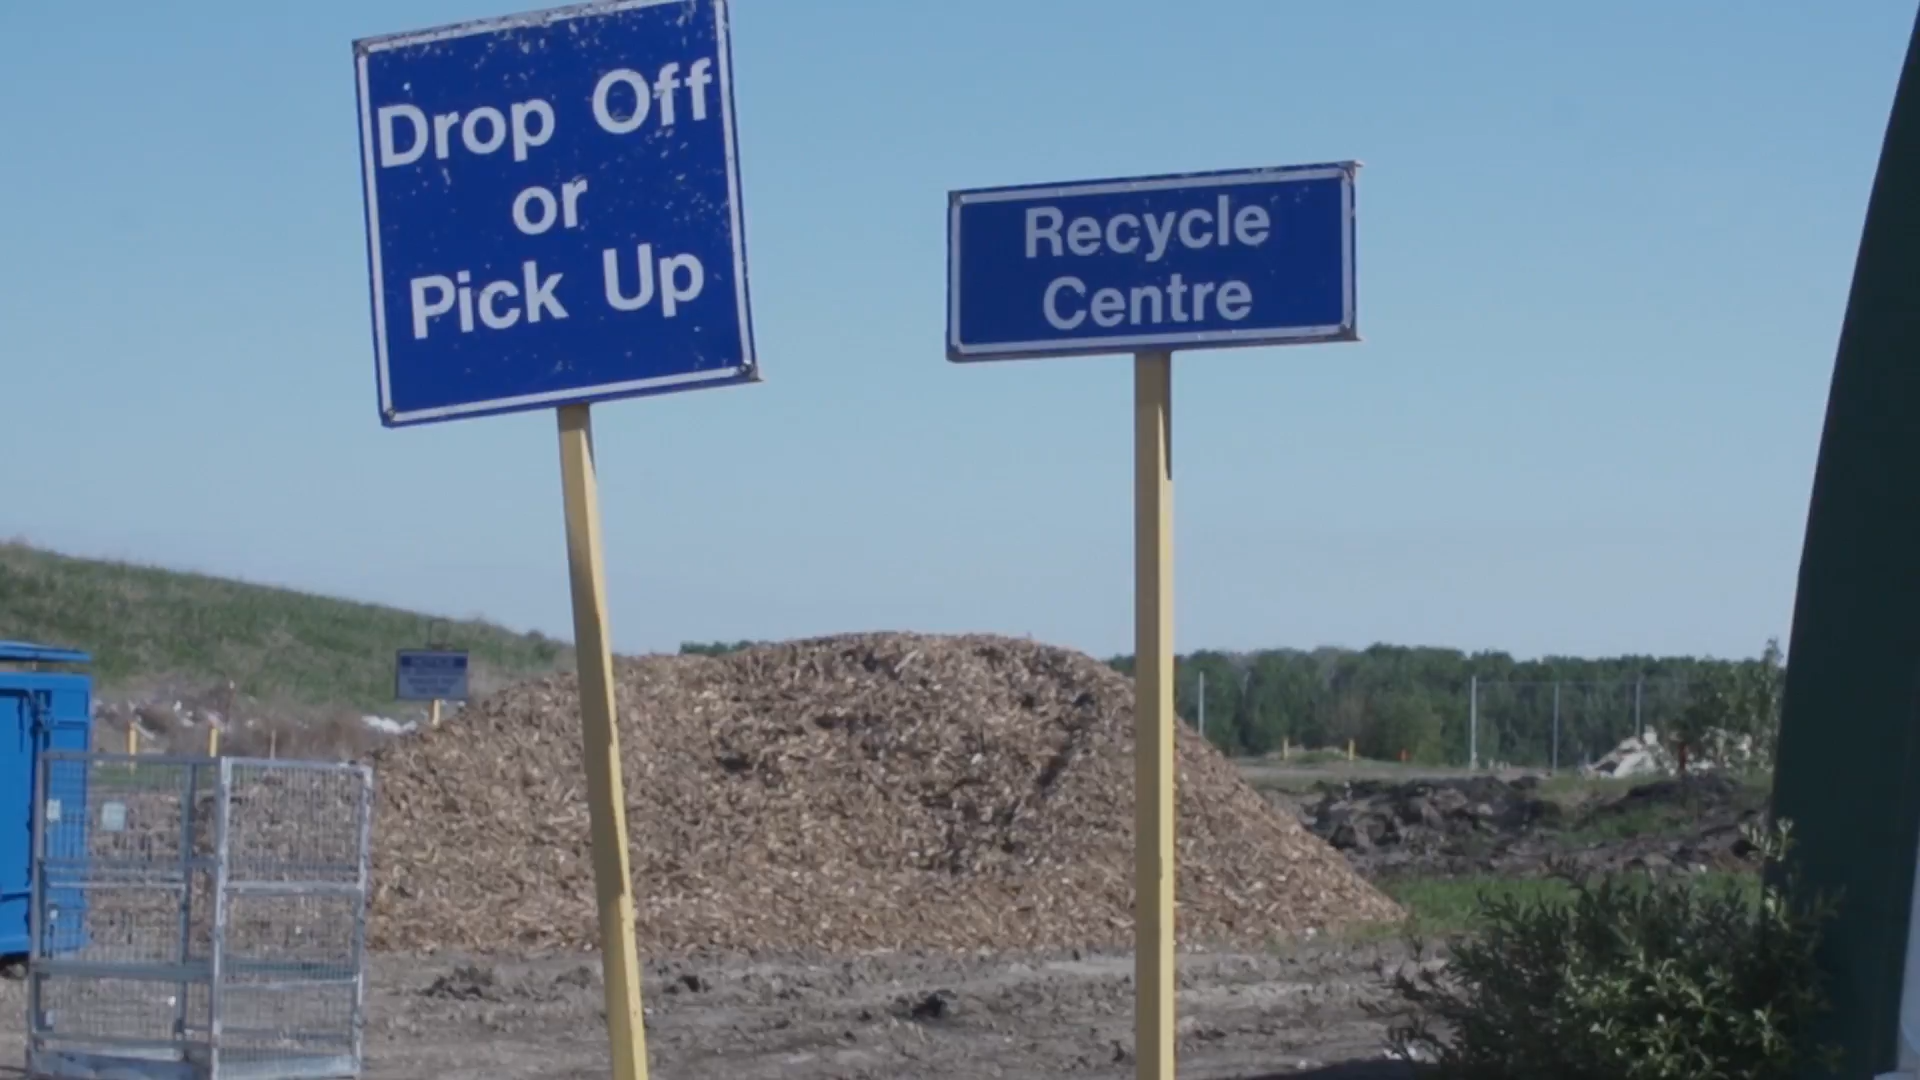 Drop Off
or
Pick Up
Recycle
Centre